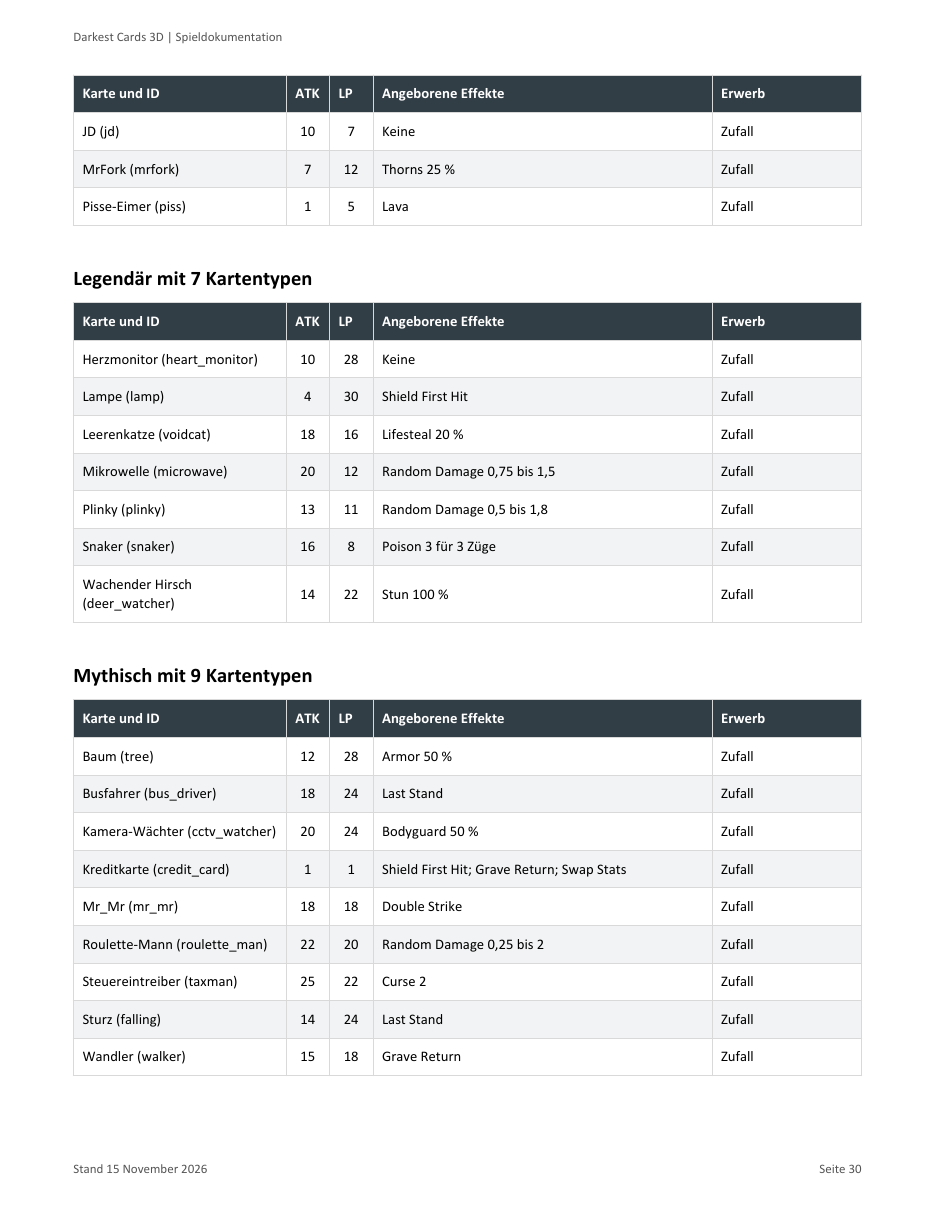 Darkest Cards 3D | Spieldokumentation
Karte und ID ATK LP Angeborene Effekte Erwerb
JD (jd) 10 7 Keine Zufall
MrFork (mrfork) 7 12 Thorns 25 % Zufall
Pisse-Eimer (piss) 1 5 Lava Zufall
Legendär mit 7 Kartentypen
Karte und ID ATK LP Angeborene Effekte Erwerb
Herzmonitor (heart_monitor) 10 28 Keine Zufall
Lampe (lamp) 4 30 Shield First Hit Zufall
Leerenkatze (voidcat) 18 16 Lifesteal 20 % Zufall
Mikrowelle (microwave) 20 12 Random Damage 0,75 bis 1,5 Zufall
Plinky (plinky) 13 11 Random Damage 0,5 bis 1,8 Zufall
Snaker (snaker) 16 8 Poison 3 für 3 Züge Zufall
Wachender Hirsch
(deer_watcher) 14 22 Stun 100 % Zufall
Mythisch mit 9 Kartentypen
Karte und ID ATK LP Angeborene Effekte Erwerb
Baum (tree) 12 28 Armor 50 % Zufall
Busfahrer (bus_driver) 18 24 Last Stand Zufall
Kamera-Wächter (cctv_watcher) 20 24 Bodyguard 50 % Zufall
Kreditkarte (credit_card) 1 1 Shield First Hit; Grave Return; Swap Stats Zufall
Mr_Mr (mr_mr) 18 18 Double Strike Zufall
Roulette-Mann (roulette_man) 22 20 Random Damage 0,25 bis 2 Zufall
Steuereintreiber (taxman) 25 22 Curse 2 Zufall
Sturz (falling) 14 24 Last Stand Zufall
Wandler (walker) 15 18 Grave Return Zufall
Stand 15 November 2026 Seite 30